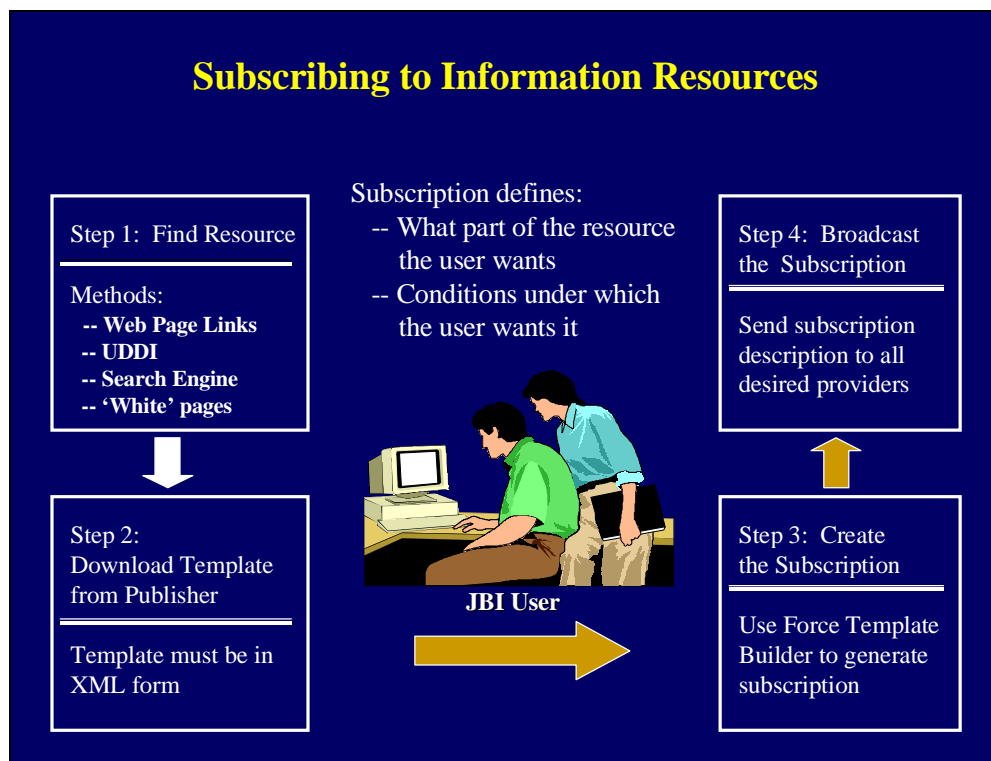 Subscribing to Information Resources
Step 1: Find Resource
Methods:
-- Web Page Links
-- UDDI
-- Search Engine
-- ‘White’ pages
Subscription defines:
-- What part of the resource
the user wants
-- Conditions under which
the user wants it
Step 2:
Download Template
from Publisher
Template must be in
XML form
JBI User
Step 3: Create
the Subscription
Use Force Template
Builder to generate
subscription
Step 4: Broadcast
the Subscription
Send subscription
description to all
desired providers